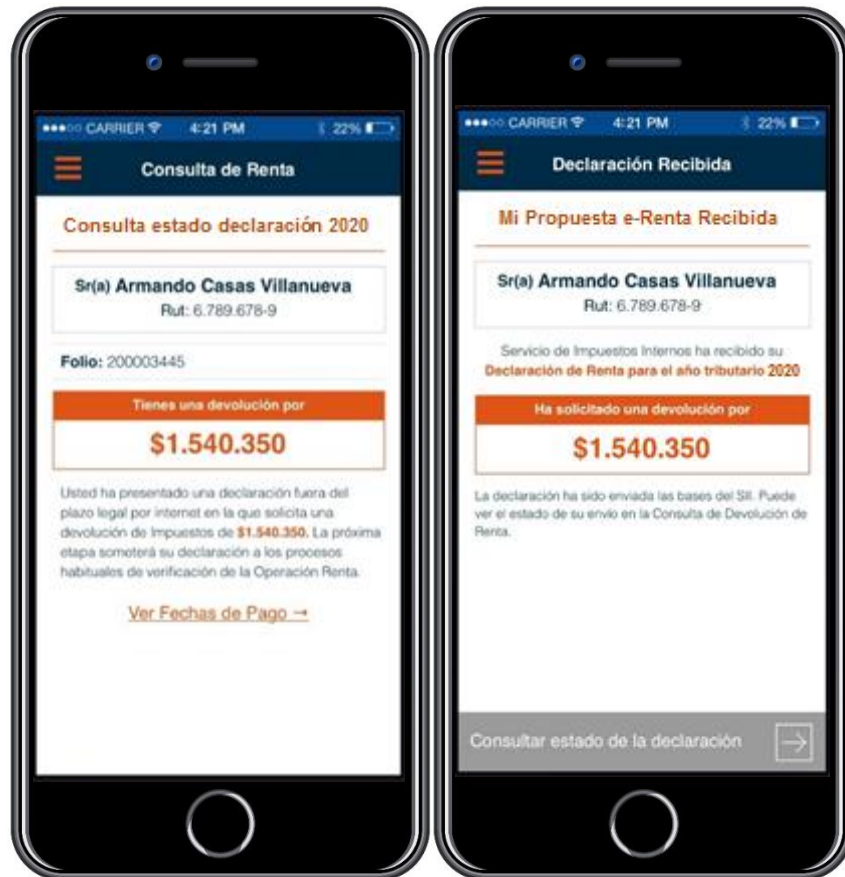 CARRIER 4:21 PM 22%
Consulta de Renta
Consulta estado declaración 2020
Sr(a) Armando Casas Villanueva
Rut: 6.789.678-9
Folio: 200003445
Tienes una devolución por
$1.540.350
Usted ha presentado una declaración fuera del
plazo legal por internet en la que solicita una
devolución de Impuestos de $1.540.350. La próxima
etapa someterá su declaración a los procesos
habituales de verificación de la Operación Renta.
Ver Fechas de Pago →
CARRIER 4:21 PM 22%
Declaración Recibida
Mi Propuesta e-Renta Recibida
Sr(a) Armando Casas Villanueva
Rut: 6.789.678-9
Servicio de Impuestos Internos ha recibido su
Declaración de Renta para el año tributario 2020
Ha solicitado una devolución por
$1.540.350
La declaración ha sido enviada las bases del SII. Puede
ver el estado de su envio en la Consulta de Devolución de
Renta.
Consultar estado de la declaración →